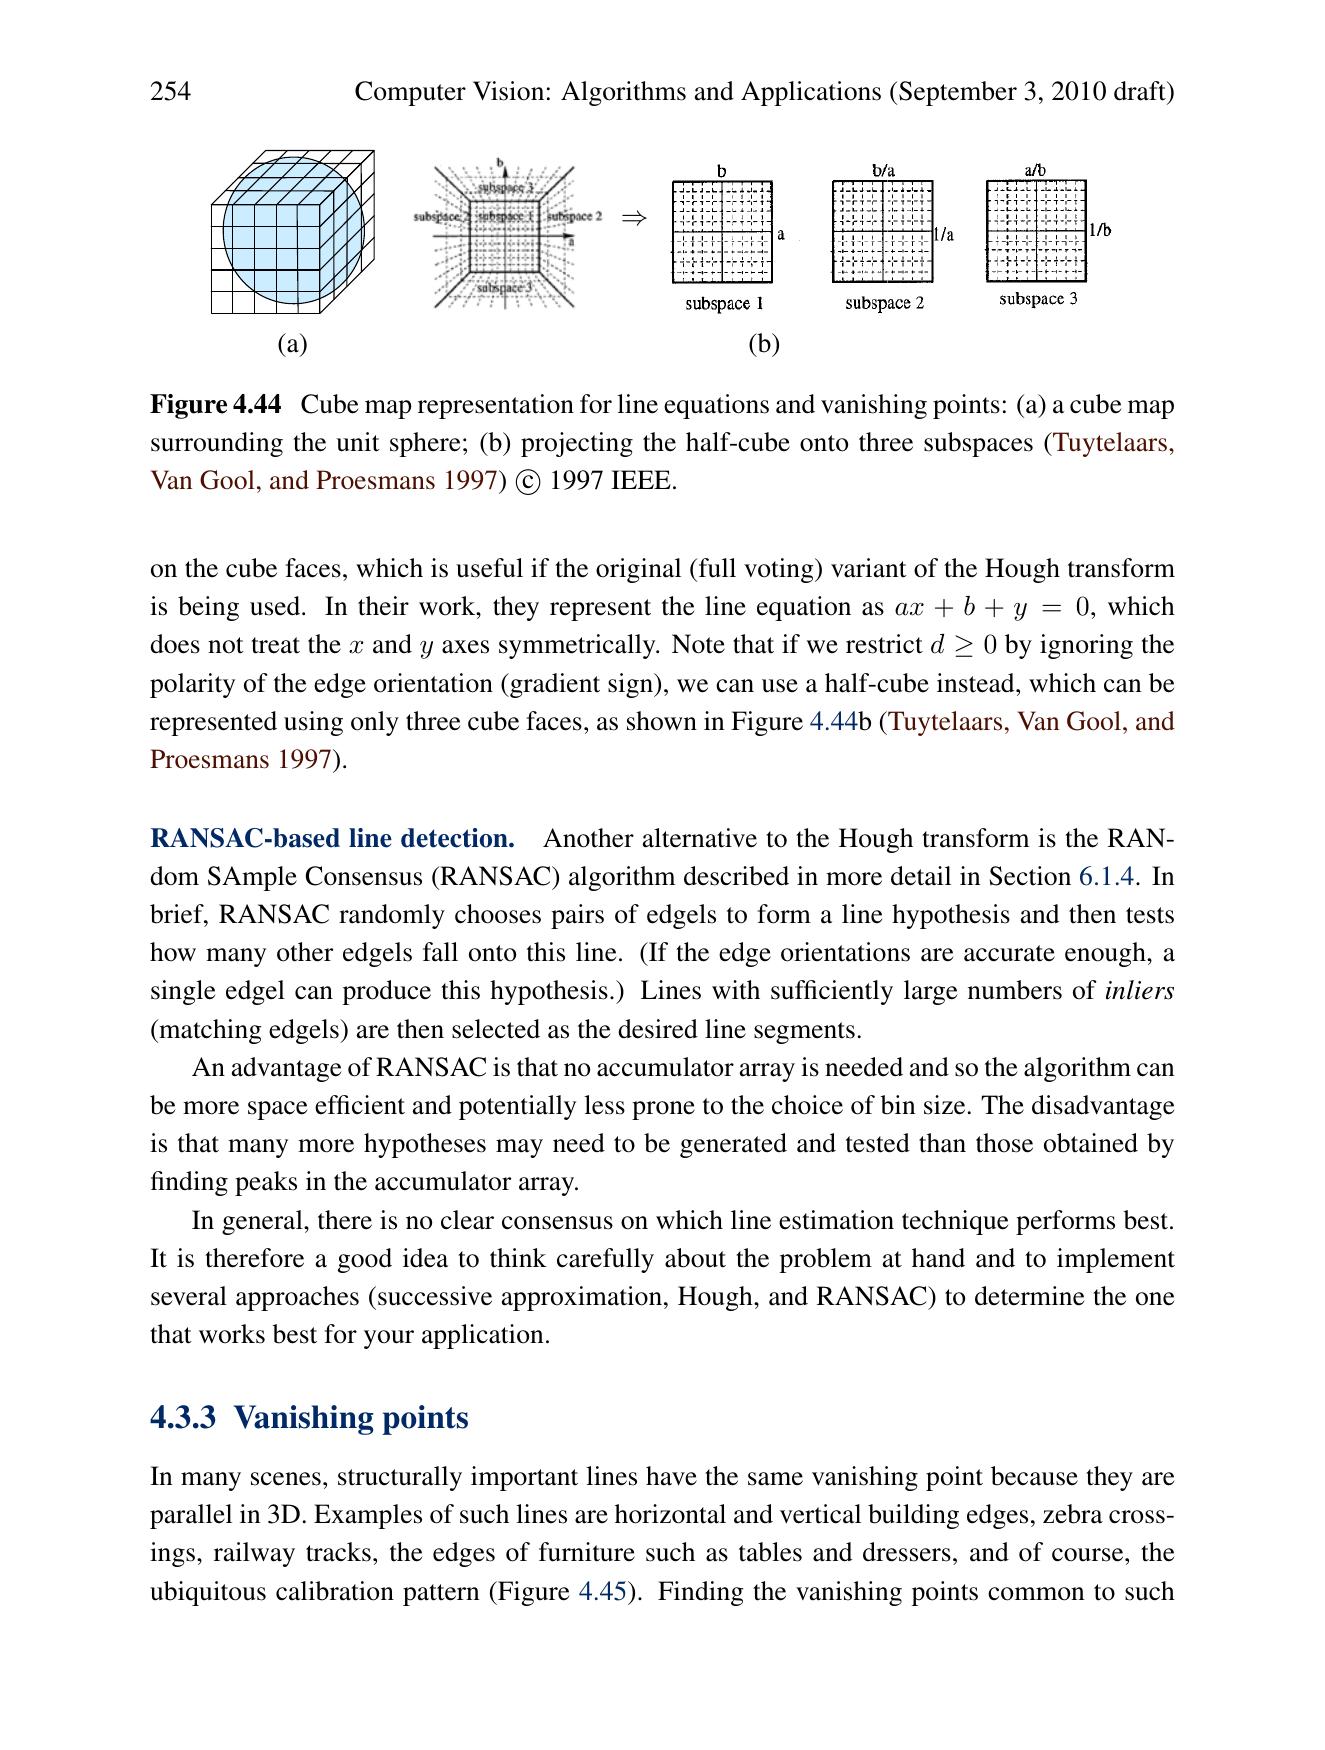 254 Computer Vision: Algorithms and Applications (September 3, 2010 draft)
b
subspace 3
subspace 2 subspace 1 subspace 2
a
subspace 3
⇒
b
a
subspace 1
b/a
1/a
subspace 2
a/b
1/b
subspace 3
(a) (b)
Figure 4.44 Cube map representation for line equations and vanishing points: (a) a cube map
surrounding the unit sphere; (b) projecting the half-cube onto three subspaces (Tuytelaars,
Van Gool, and Proesmans 1997) © 1997 IEEE.
on the cube faces, which is useful if the original (full voting) variant of the Hough transform
is being used. In their work, they represent the line equation as ax + b + y = 0, which
does not treat the x and y axes symmetrically. Note that if we restrict d ≥ 0 by ignoring the
polarity of the edge orientation (gradient sign), we can use a half-cube instead, which can be
represented using only three cube faces, as shown in Figure 4.44b (Tuytelaars, Van Gool, and
Proesmans 1997).
RANSAC-based line detection. Another alternative to the Hough transform is the RAN-
dom SAmple Consensus (RANSAC) algorithm described in more detail in Section 6.1.4. In
brief, RANSAC randomly chooses pairs of edgels to form a line hypothesis and then tests
how many other edgels fall onto this line. (If the edge orientations are accurate enough, a
single edgel can produce this hypothesis.) Lines with sufficiently large numbers of inliers
(matching edgels) are then selected as the desired line segments.
An advantage of RANSAC is that no accumulator array is needed and so the algorithm can
be more space efficient and potentially less prone to the choice of bin size. The disadvantage
is that many more hypotheses may need to be generated and tested than those obtained by
finding peaks in the accumulator array.
In general, there is no clear consensus on which line estimation technique performs best.
It is therefore a good idea to think carefully about the problem at hand and to implement
several approaches (successive approximation, Hough, and RANSAC) to determine the one
that works best for your application.
4.3.3 Vanishing points
In many scenes, structurally important lines have the same vanishing point because they are
parallel in 3D. Examples of such lines are horizontal and vertical building edges, zebra cross-
ings, railway tracks, the edges of furniture such as tables and dressers, and of course, the
ubiquitous calibration pattern (Figure 4.45). Finding the vanishing points common to such